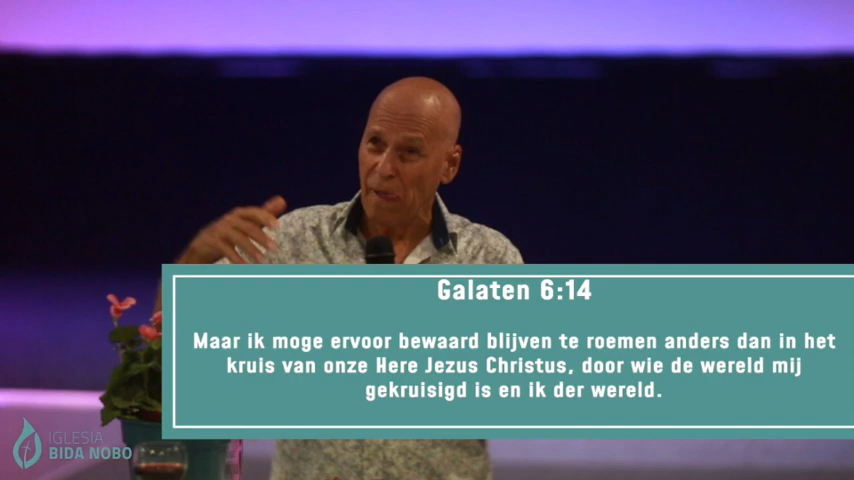 Galaten 6:14
Maar ik moge ervoor bewaard blijven te roemen anders dan in het
kruis van onze Here Jezus Christus, door wie de wereld mij
gekruisigd is en ik der wereld.
IGLESIA
BIDA NOBO